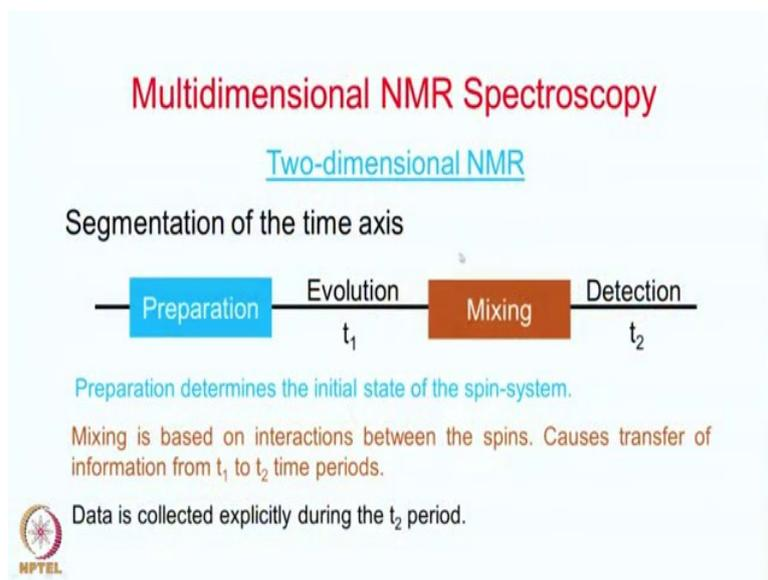 Multidimensional NMR Spectroscopy
Two-dimensional NMR
Segmentation of the time axis
Preparation Evolution Mixing Detection
t₁ t₂
Preparation determines the initial state of the spin-system.
Mixing is based on interactions between the spins. Causes transfer of
information from t₁ to t₂ time periods.
Data is collected explicitly during the t₂ period.
NPTEL